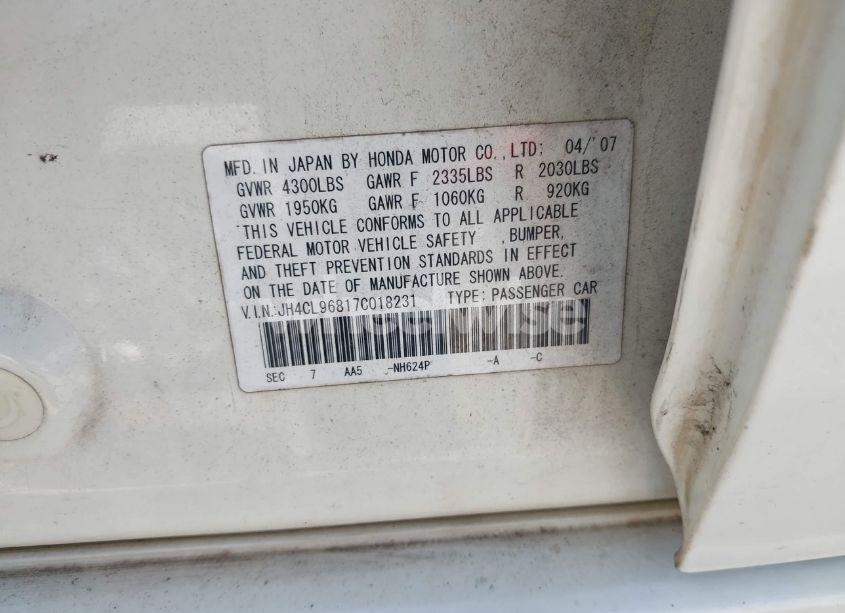 MFD. IN JAPAN BY HONDA MOTOR CO., LTD: 04/'07
GVWR 4300LBS GAWR F 2335LBS R 2030LBS
GVWR 1950KG GAWR F 1060KG R 920KG
THIS VEHICLE CONFORMS TO ALL APPLICABLE
FEDERAL MOTOR VEHICLE SAFETY ,BUMPER,
AND THEFT PREVENTION STANDARDS IN EFFECT
ON THE DATE OF MANUFACTURE SHOWN ABOVE.
V.I.N.:JH4CL96817C018231 TYPE: PASSENGER CAR
SEC 7 AA5 -NH624P -A -C